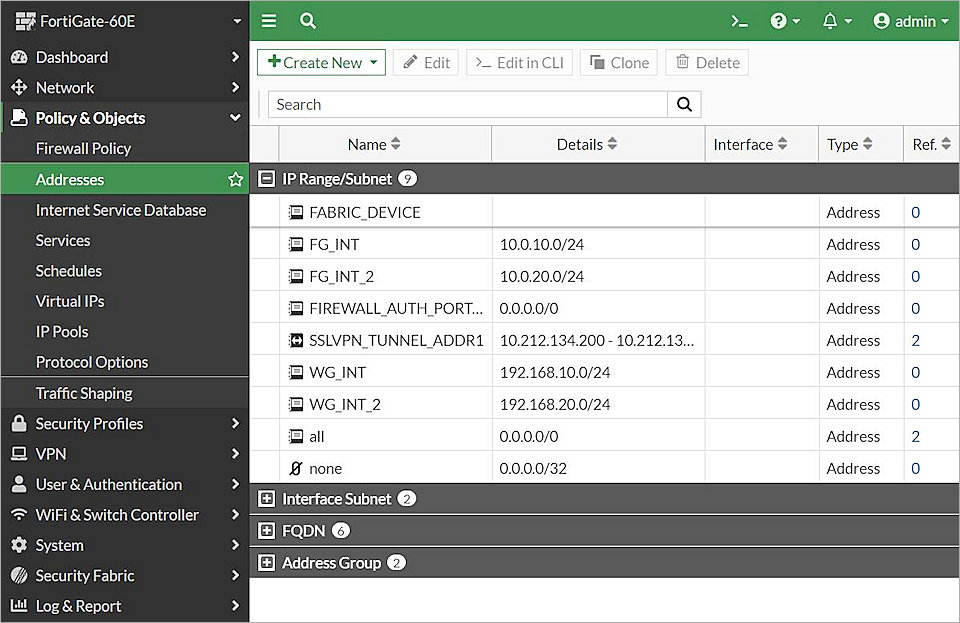 FortiGate-60E
>_ ? admin
Dashboard
Network
Policy & Objects
Firewall Policy
Addresses
Internet Service Database
Services
Schedules
Virtual IPs
IP Pools
Protocol Options
Traffic Shaping
Security Profiles
VPN
User & Authentication
WiFi & Switch Controller
System
Security Fabric
Log & Report
+ Create New Edit >_ Edit in CLI Clone Delete
Search
Name Details Interface Type Ref.
IP Range/Subnet 9
FABRIC_DEVICE Address 0
FG_INT 10.0.10.0/24 Address 0
FG_INT_2 10.0.20.0/24 Address 0
FIREWALL_AUTH_PORT... 0.0.0.0/0 Address 0
SSLVPN_TUNNEL_ADDR1 10.212.134.200 - 10.212.13... Address 2
WG_INT 192.168.10.0/24 Address 0
WG_INT_2 192.168.20.0/24 Address 0
all 0.0.0.0/0 Address 2
none 0.0.0.0/32 Address 0
Interface Subnet 2
FQDN 6
Address Group 2